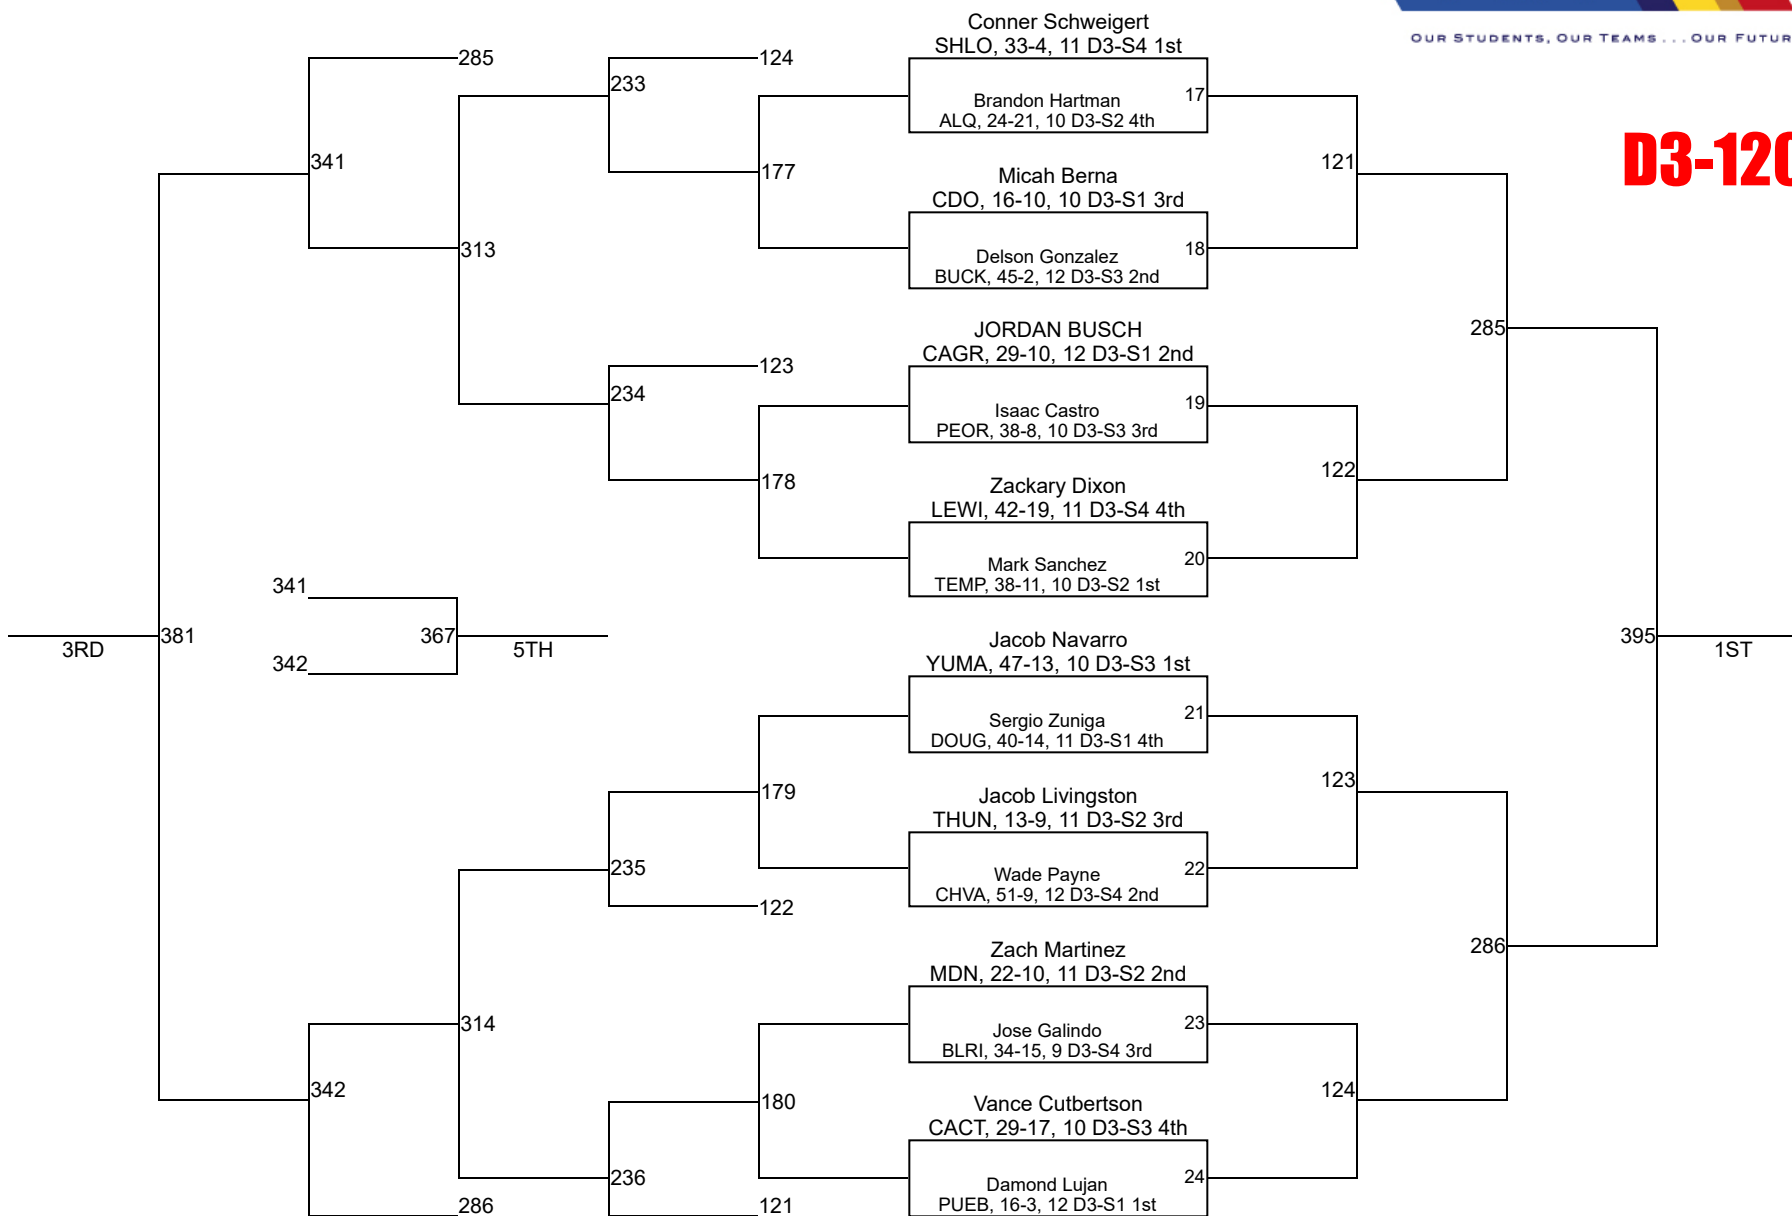 OUR STUDENTS, OUR TEAMS . . . OUR FUTUR
D3-120
Conner Schweigert
SHLO, 33-4, 11 D3-S4 1st
285
124
233
Brandon Hartman
17
ALQ, 24-21, 10 D3-S2 4th
341
177
Micah Berna
121
CDO, 16-10, 10 D3-S1 3rd
313
Delson Gonzalez
18
BUCK, 45-2, 12 D3-S3 2nd
JORDAN BUSCH
285
CAGR, 29-10, 12 D3-S1 2nd
123
234
Isaac Castro
19
PEOR, 38-8, 10 D3-S3 3rd
178
Zackary Dixon
122
LEWI, 42-19, 11 D3-S4 4th
Mark Sanchez
20
TEMP, 38-11, 10 D3-S2 1st
341
381
3RD
367
5TH
342
Jacob Navarro
395
1ST
YUMA, 47-13, 10 D3-S3 1st
Sergio Zuniga
21
DOUG, 40-14, 11 D3-S1 4th
179
Jacob Livingston
123
THUN, 13-9, 11 D3-S2 3rd
235
Wade Payne
22
CHVA, 51-9, 12 D3-S4 2nd
122
Zach Martinez
286
MDN, 22-10, 11 D3-S2 2nd
314
Jose Galindo
23
BLRI, 34-15, 9 D3-S4 3rd
342
180
Vance Cutbertson
124
CACT, 29-17, 10 D3-S3 4th
236
Damond Lujan
24
PUEB, 16-3, 12 D3-S1 1st
286
121